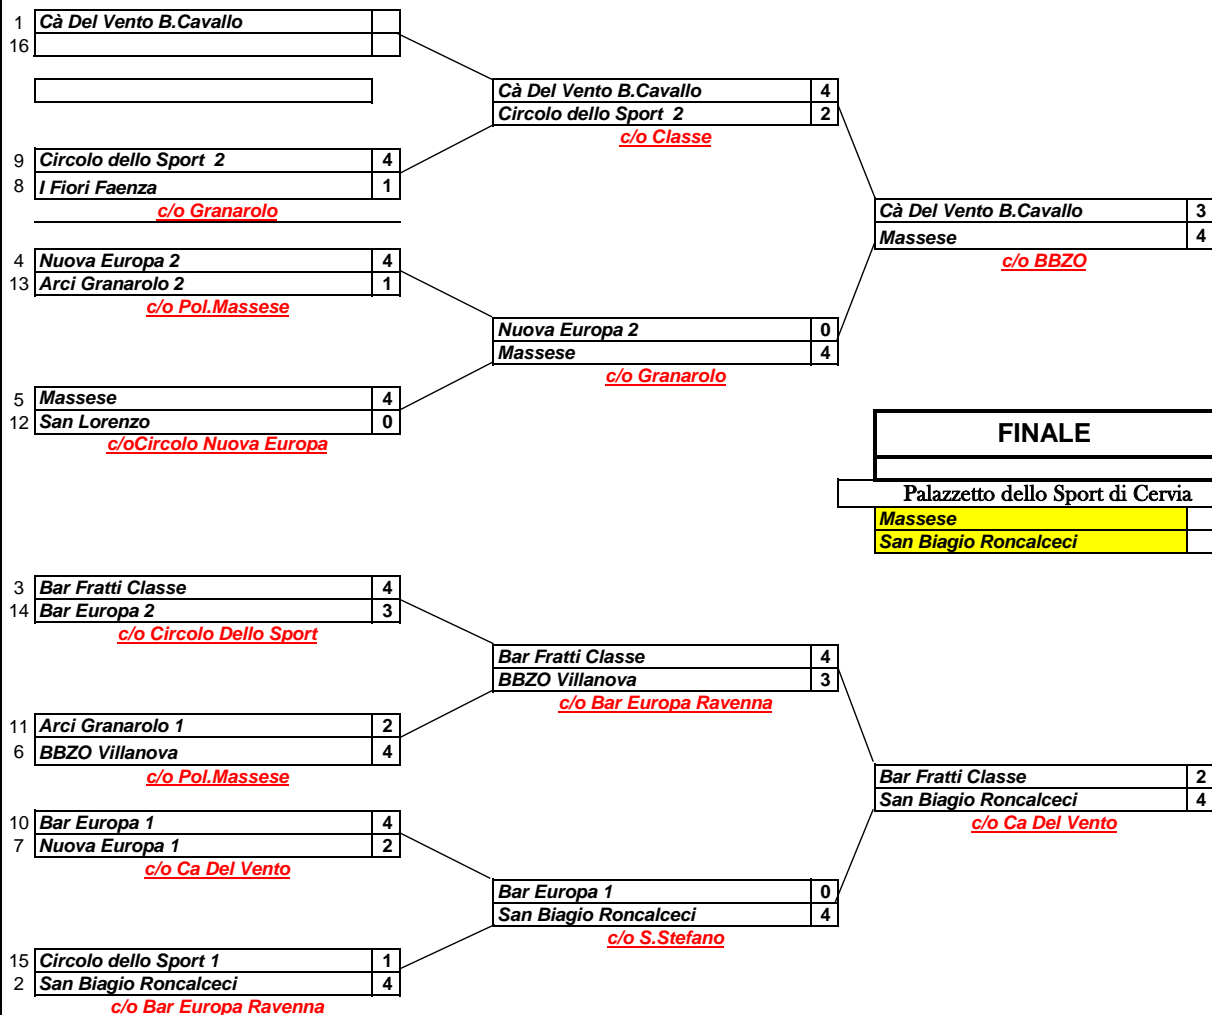 1 Cà Del Vento B.Cavallo
16
Cà Del Vento B.Cavallo 4
Circolo dello Sport 2 2
c/o Classe
9 Circolo dello Sport 2 4
8 I Fiori Faenza 1
c/o Granarolo
Cà Del Vento B.Cavallo 3
Massese 4
c/o BBZO
4 Nuova Europa 2 4
13 Arci Granarolo 2 1
c/o Pol.Massese
Nuova Europa 2 0
Massese 4
c/o Granarolo
5 Massese 4
12 San Lorenzo 0
c/oCircolo Nuova Europa
FINALE
Palazzetto dello Sport di Cervia
Massese
San Biagio Roncalceci
3 Bar Fratti Classe 4
14 Bar Europa 2 3
c/o Circolo Dello Sport
Bar Fratti Classe 4
BBZO Villanova 3
c/o Bar Europa Ravenna
11 Arci Granarolo 1 2
6 BBZO Villanova 4
c/o Pol.Massese
Bar Fratti Classe 2
San Biagio Roncalceci 4
c/o Ca Del Vento
10 Bar Europa 1 4
7 Nuova Europa 1 2
c/o Ca Del Vento
Bar Europa 1 0
San Biagio Roncalceci 4
c/o S.Stefano
15 Circolo dello Sport 1 1
2 San Biagio Roncalceci 4
c/o Bar Europa Ravenna